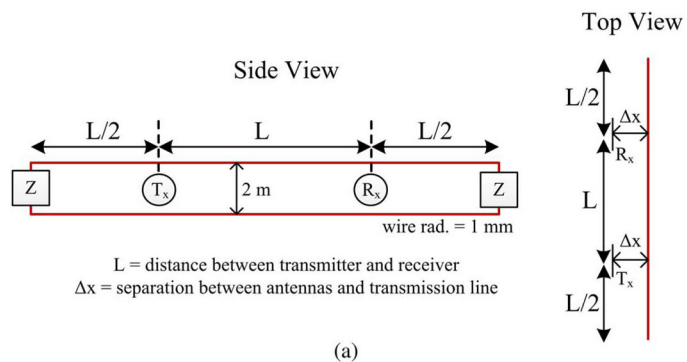 Top View
Side View
L/2
L
L/2
Z
Tx
2 m
Rx
Z
wire rad. = 1 mm
L = distance between transmitter and receiver
Δx = separation between antennas and transmission line
L/2
Δx
Rx
L
Δx
Tx
L/2
(a)